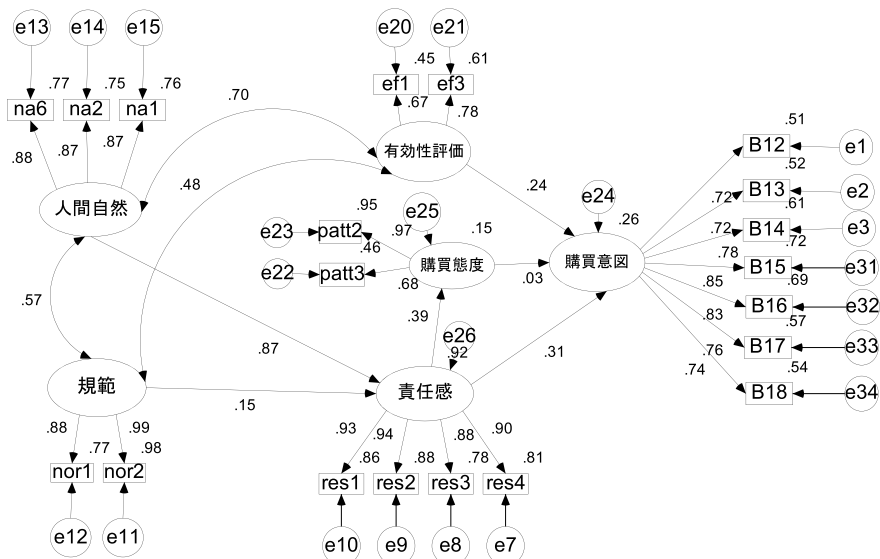 e13 e14 e15 e20 e21
.77 .75 .76 .45 .61
na6 na2 na1 ef1 ef3
.88 .87 .87 .67 .78
.70
有効性評価
.48
人間自然
.51
B12 e1
.52
.24
e24
.72 B13 e2
.61
.95 .97 e25 .15 .26
e23 patt2
.72 B14 e3
.46
.72
購買態度 購買意図
e22 patt3
.78 B15 e31
.68 .03
.69
.85 B16 e32
.57
.39
.83
.57
e26
.87 .92 .31
.76 B17 e33
.54
.74
規範 責任感
B18 e34
.15
.88 .99
.93 .94 .88 .90
.77 .98
.86 .88 .78 .81
nor1 nor2
res1 res2 res3 res4
e12 e11
e10 e9 e8 e7